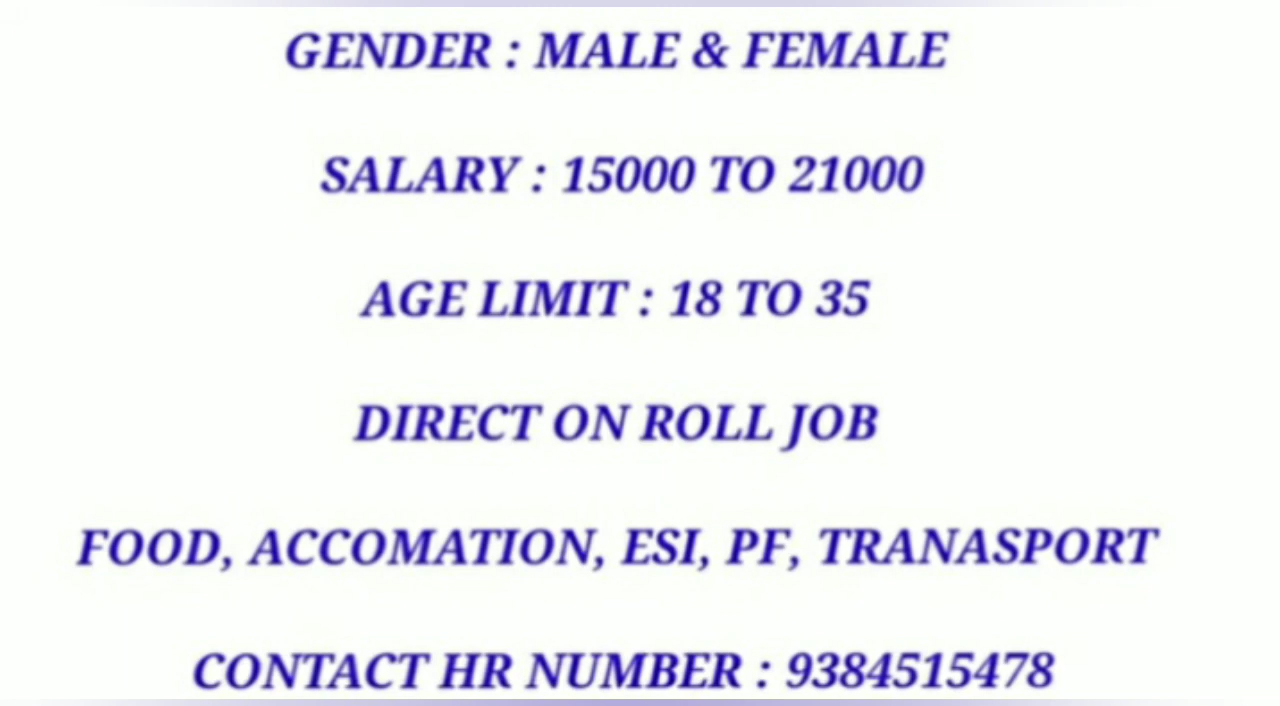 GENDER : MALE & FEMALE
SALARY : 15000 TO 21000
AGE LIMIT : 18 TO 35
DIRECT ON ROLL JOB
FOOD, ACCOMATION, ESI, PF, TRANASPORT
CONTACT HR NUMBER : 9384515478